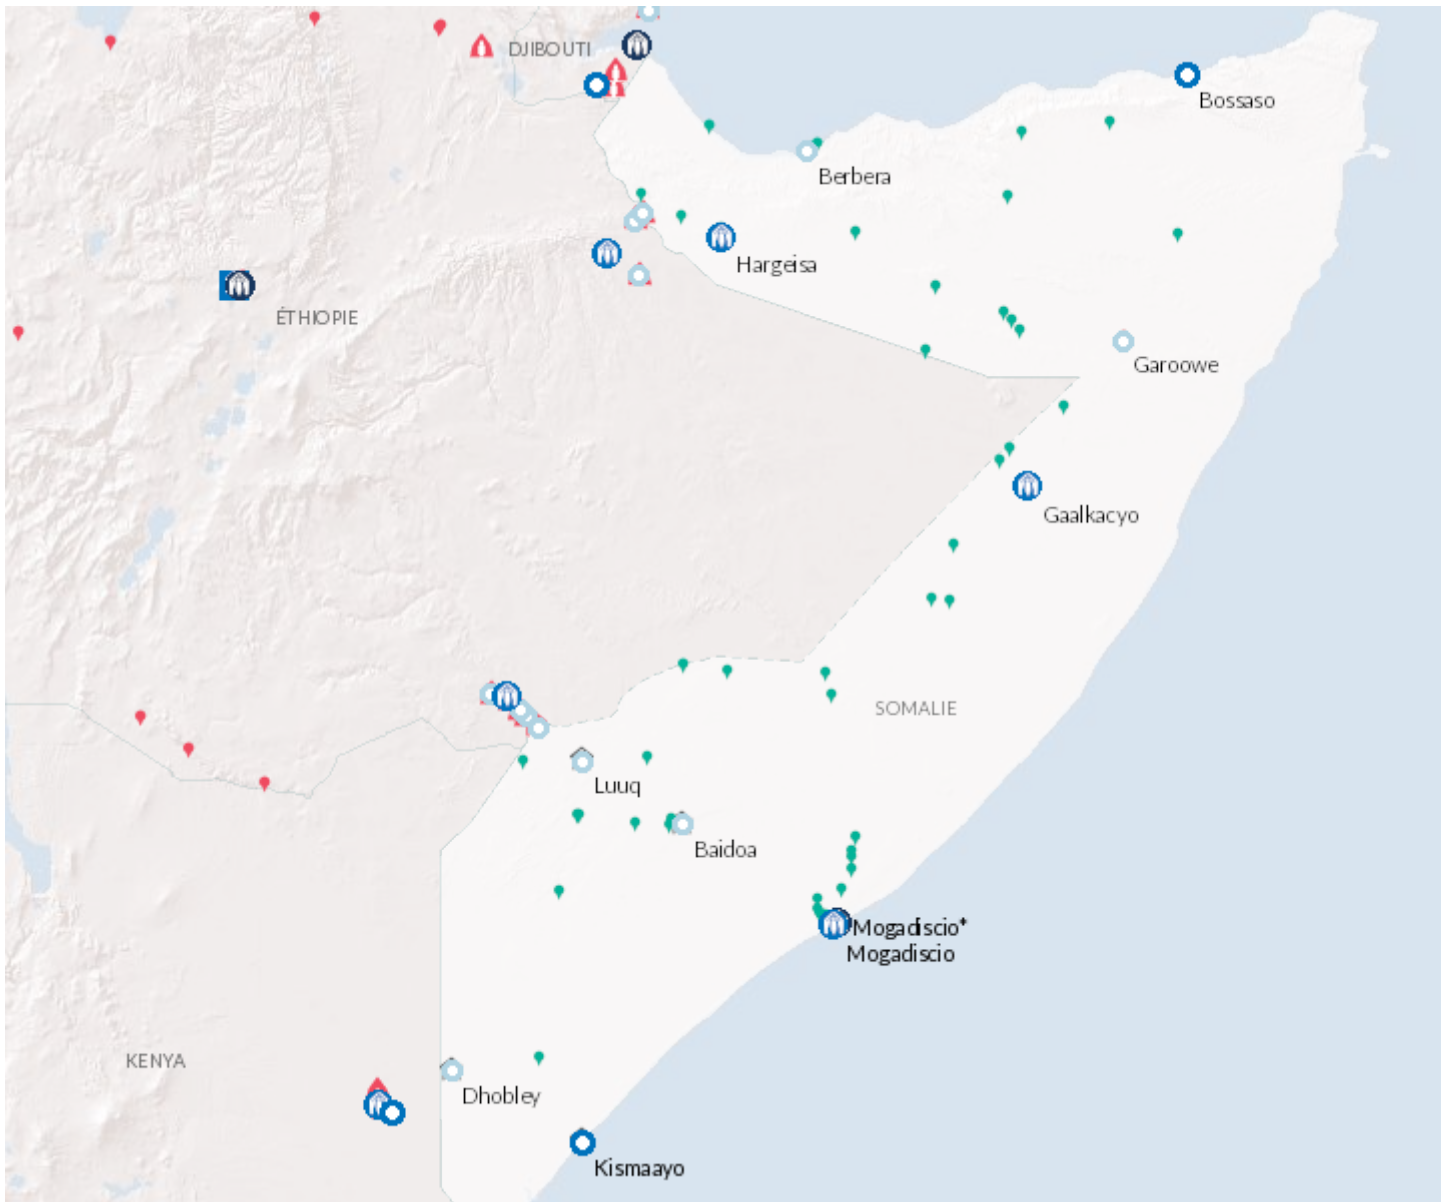 DJIBOUTI
Bossaso
Berbera
Hargeisa
ÉTHIOPIE
Garoowe
Gaalkacyo
SOMALIE
Luuq
Baidoa
Mogadiscio*
Mogadiscio
KENYA
Dhobley
Kismaayo